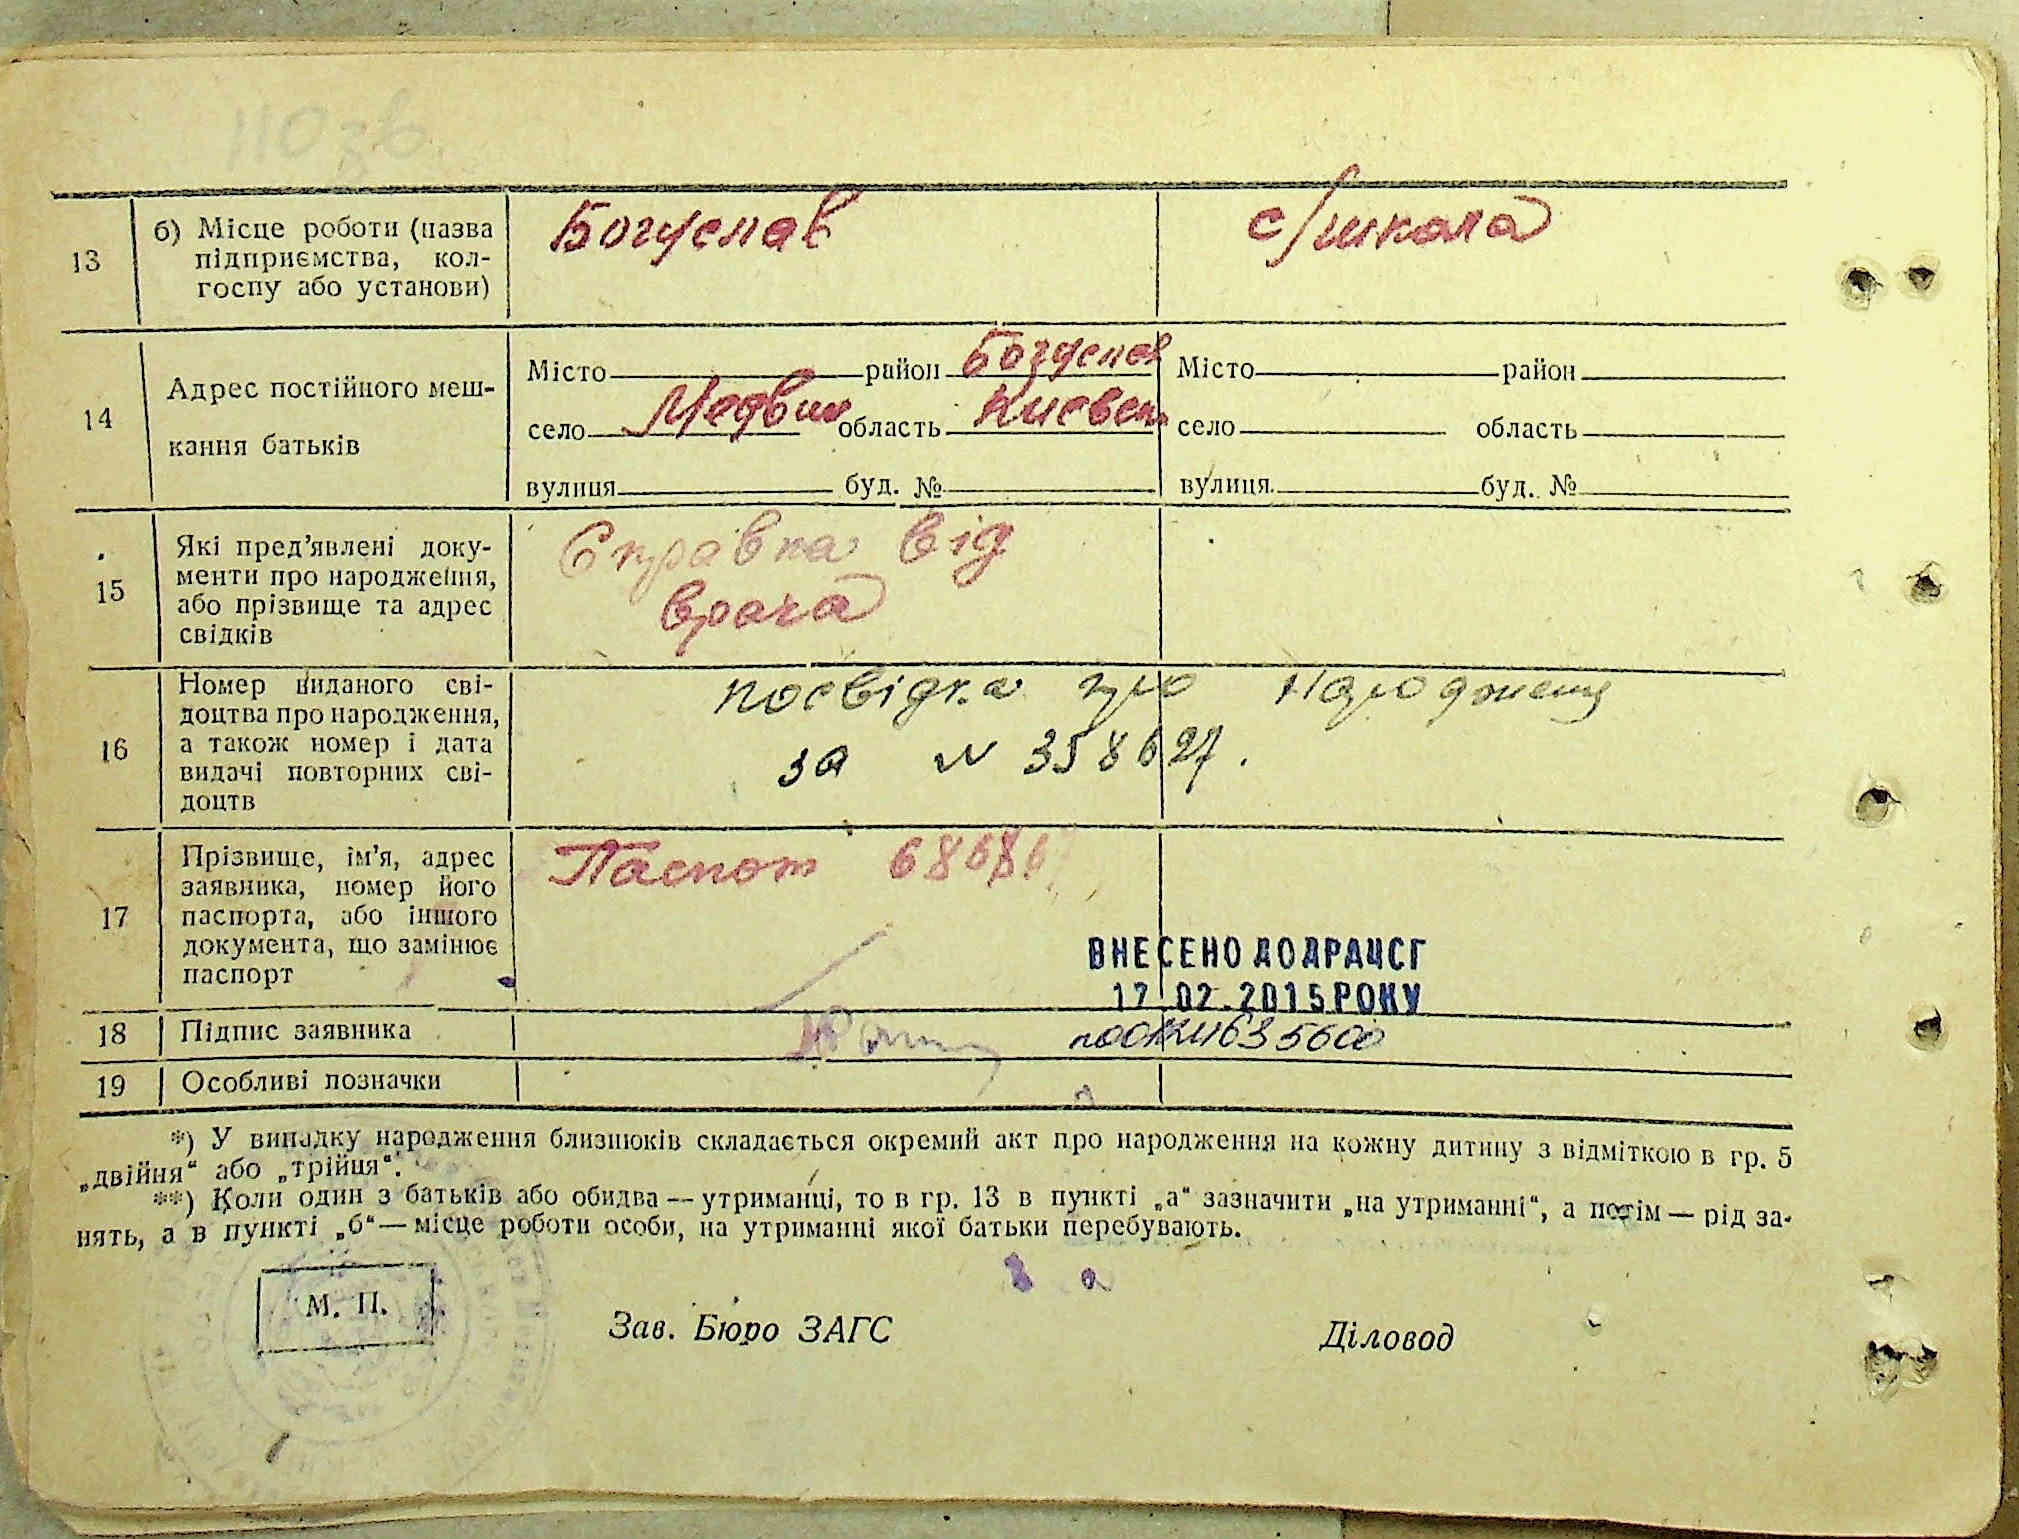 13
б) Місце роботи (назва
підприємства, кол-
госпу або установи)
Богуслав
с/школа
14
Адрес постійного меш-
кання батьків
Місто район Богуслав
село Медвин область Киевск
вулиця буд. №
Місто район
село область
вулиця буд. №
15
Які пред’явлені доку-
менти про народження,
або прізвище та адрес
свідків
Справка від
врача
16
Номер виданого сві-
доцтва про народження,
а також номер і дата
видачі повторних сві-
доцтв
посвідка про народженя
за N 358627.
17
Прізвище, ім’я, адрес
заявника, номер його
паспорта, або іншого
документа, що замінює
паспорт
Паспот 68686
ВНЕСЕНО ДО ДРАЦСГ
17 02.2015 РОКУ
18
Підпис заявника
19
Особливі позначки
*) У випадку народження близнюків складається окремий акт про народження на кожну дитину з відміткою в гр. 5
„двійня“ або „трійця“.
**) Коли один з батьків або обидва — утриманці, то в гр. 13 в пункті „а“ зазначити „на утриманні“, а потім — рід за-
нять, а в пункті „б“ — місце роботи особи, на утриманні якої батьки перебувають.
М. П.
Зав. Бюро ЗАГС
Діловод